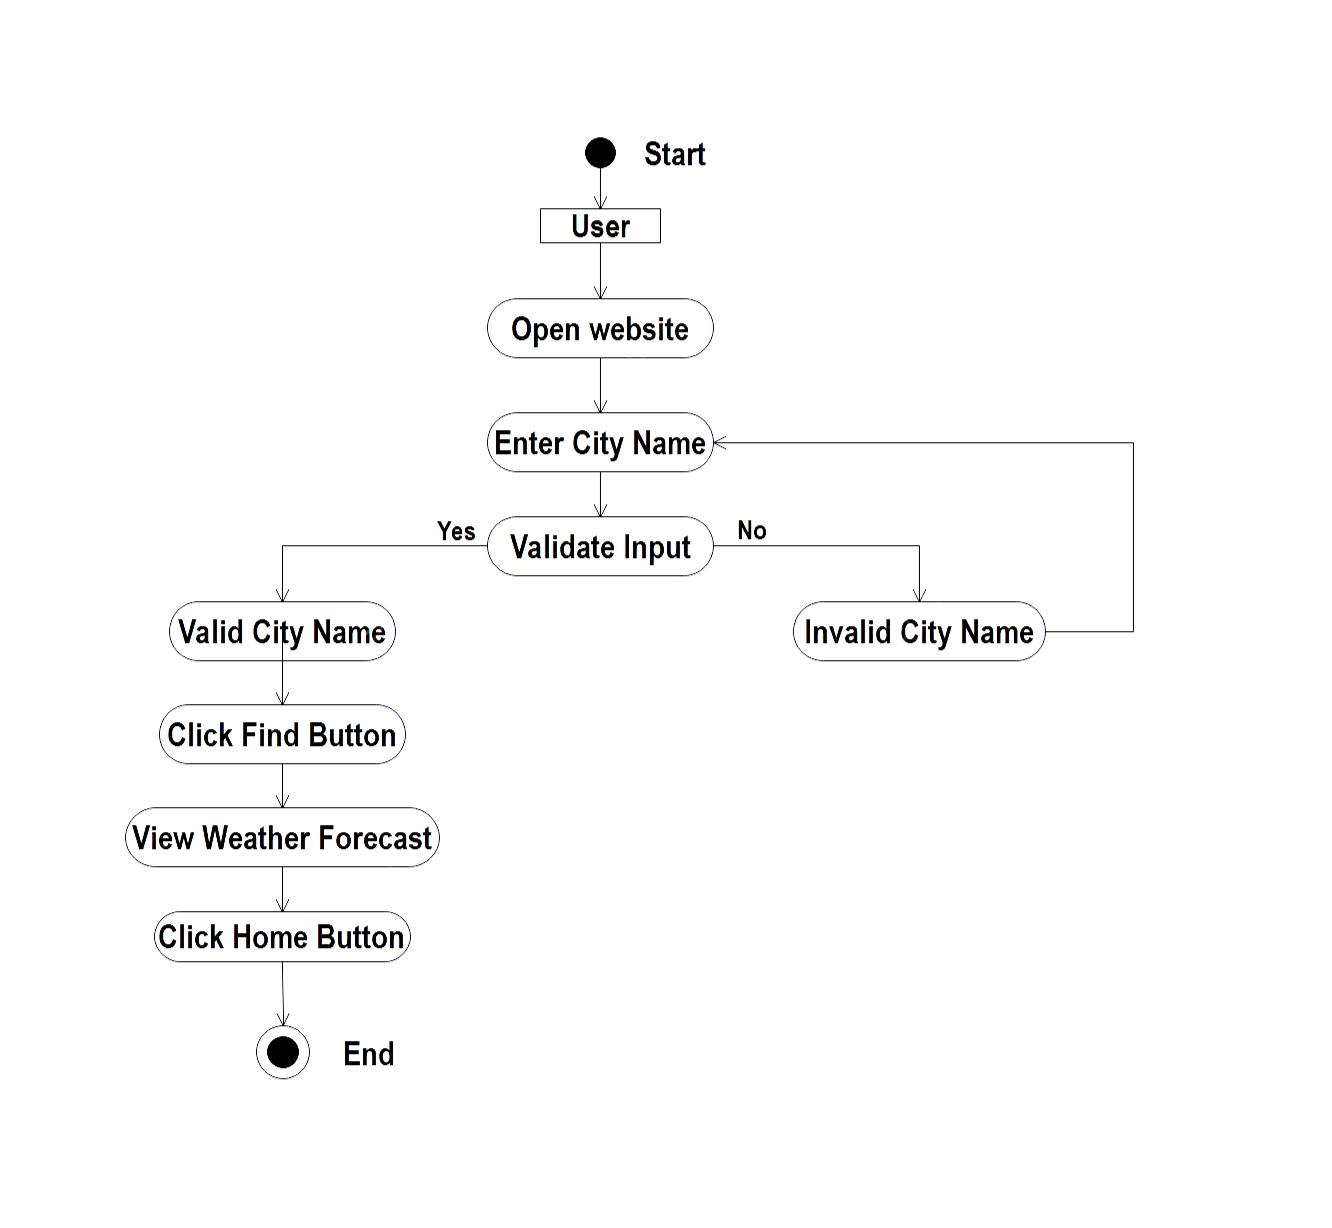 Start
User
Open website
Enter City Name
Yes
No
Validate Input
Valid City Name
Invalid City Name
Click Find Button
View Weather Forecast
Click Home Button
End